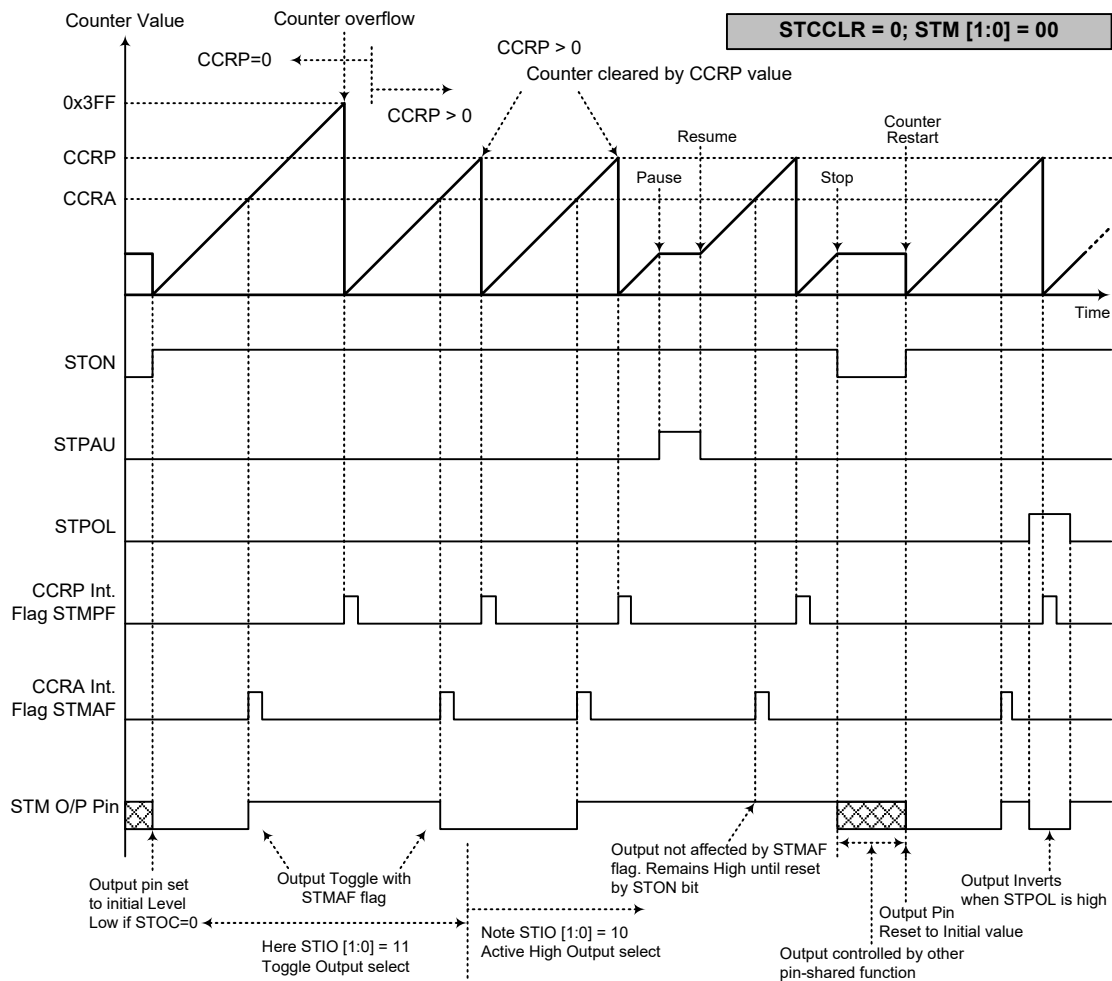 Counter Value
Counter overflow
STCCLR = 0; STM [1:0] = 00
CCRP=0
CCRP > 0
CCRP > 0
Counter cleared by CCRP value
0x3FF
CCRP
CCRA
Pause
Resume
Stop
Counter
Restart
Time
STON
STPAU
STPOL
CCRP Int.
Flag STMPF
CCRA Int.
Flag STMAF
STM O/P Pin
Output pin set
to initial Level
Low if STOC=0
Output Toggle with
STMAF flag
Here STIO [1:0] = 11
Toggle Output select
Note STIO [1:0] = 10
Active High Output select
Output not affected by STMAF
flag. Remains High until reset
by STON bit
Output controlled by other
pin-shared function
Output Pin
Reset to Initial value
Output Inverts
when STPOL is high